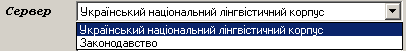 Сервер Український національний лінгвістичний корпус
Український національний лінгвістичний корпус
Законодавство